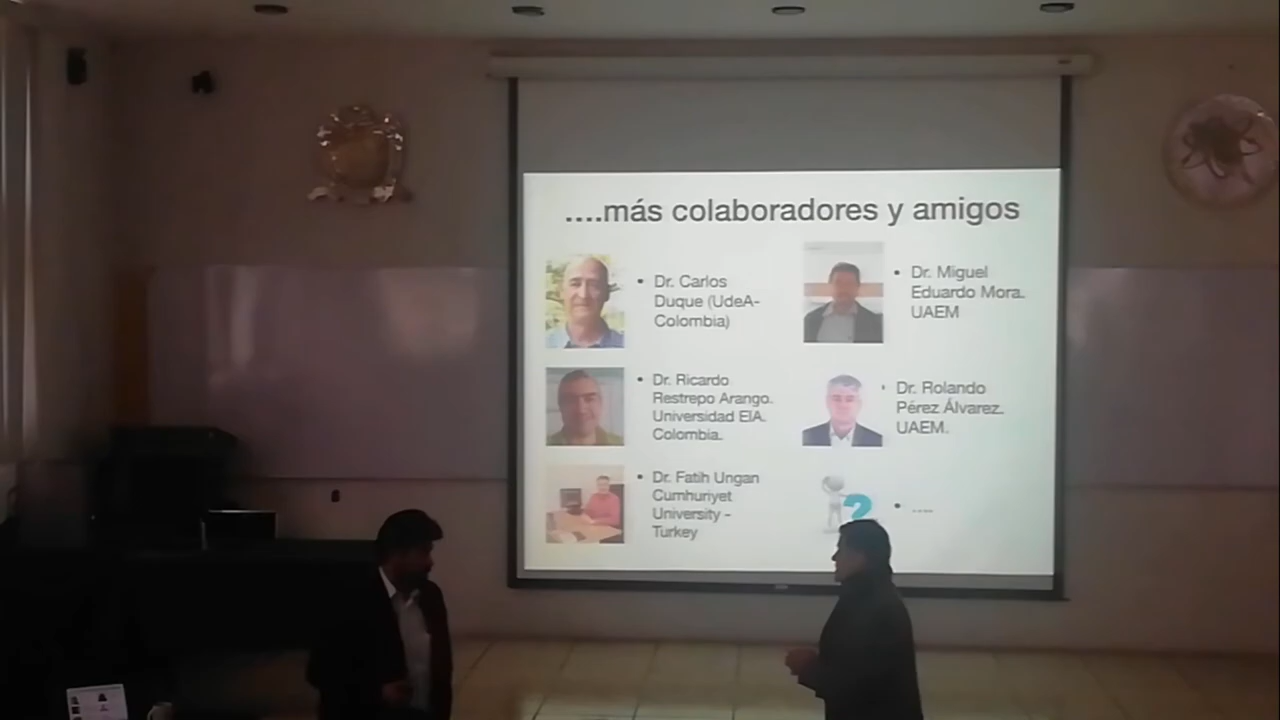 ....más colaboradores y amigos
• Dr. Carlos
Duque (UdeA-
Colombia)
• Dr. Miguel
Eduardo Mora.
UAEM
• Dr. Ricardo
Restrepo Arango.
Universidad EIA.
Colombia.
• Dr. Rolando
Pérez Álvarez.
UAEM.
• Dr. Fatih Ungan
Cumhuriyet
University -
Turkey
?
• ....